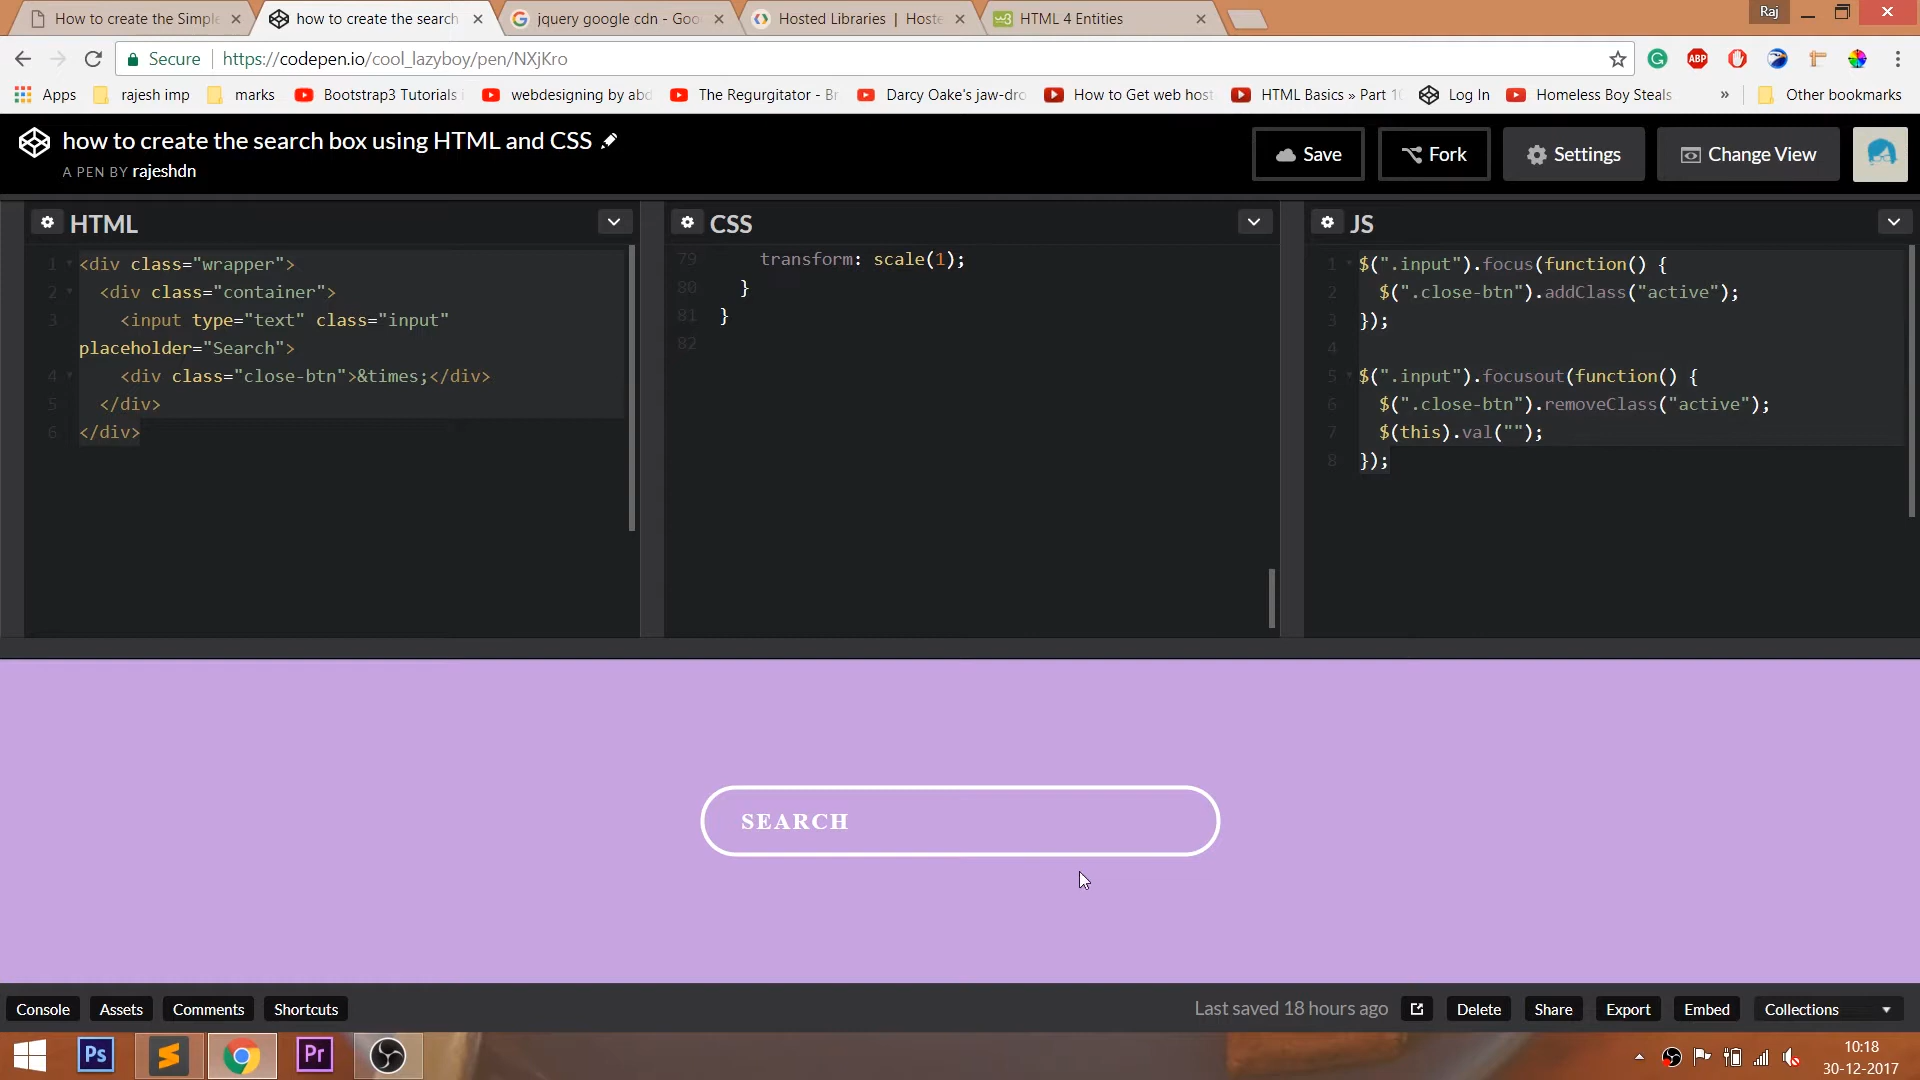 How to create the Simple
how to create the search
jquery google cdn - Goo
Hosted Libraries | Hoste
HTML 4 Entities
Raj
Secure
https://codepen.io/cool_lazyboy/pen/NXjKro
ABP
Apps
rajesh imp
marks
Bootstrap3 Tutorials
webdesigning by abd
The Regurgitator - Br
Darcy Oake's jaw-dro
How to Get web host
HTML Basics » Part 1
Log In
Homeless Boy Steals
»
Other bookmarks
how to create the search box using HTML and CSS
A PEN BY rajeshdn
Save
Fork
Settings
Change View
HTML
1 <div class="wrapper">
2 <div class="container">
3 <input type="text" class="input"
placeholder="Search">
4 <div class="close-btn">&times;</div>
5 </div>
6 </div>
CSS
79 transform: scale(1);
80 }
81 }
82
JS
1 $(".input").focus(function() {
2 $(".close-btn").addClass("active");
3 });
4
5 $(".input").focusout(function() {
6 $(".close-btn").removeClass("active");
7 $(this).val("");
8 });
SEARCH
Console
Assets
Comments
Shortcuts
Last saved 18 hours ago
Delete
Share
Export
Embed
Collections
Ps
Pr
10:18
30-12-2017